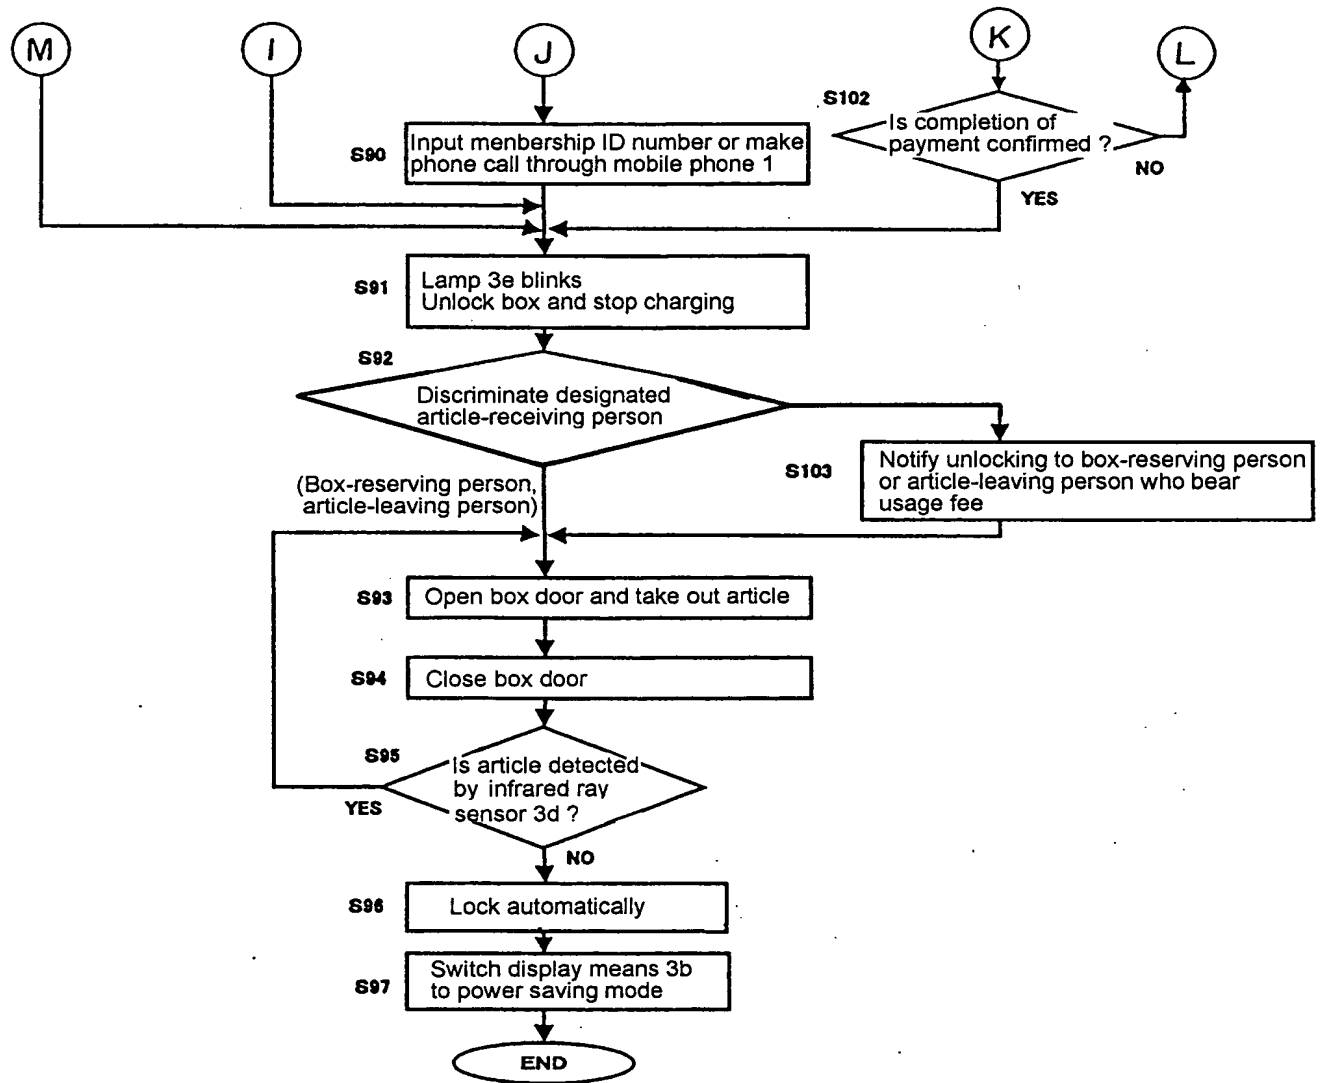 M
I
J
K
L
S102
Is completion of
payment confirmed ?
NO
YES
S90
Input menbership ID number or make
phone call through mobile phone 1
S91
Lamp 3e blinks
Unlock box and stop charging
S92
Discriminate designated
article-receiving person
(Box-reserving person,
article-leaving person)
S103
Notify unlocking to box-reserving person
or article-leaving person who bear
usage fee
S93
Open box door and take out article
S94
Close box door
S95
Is article detected
by infrared ray
sensor 3d ?
YES
NO
S96
Lock automatically
S97
Switch display means 3b
to power saving mode
END